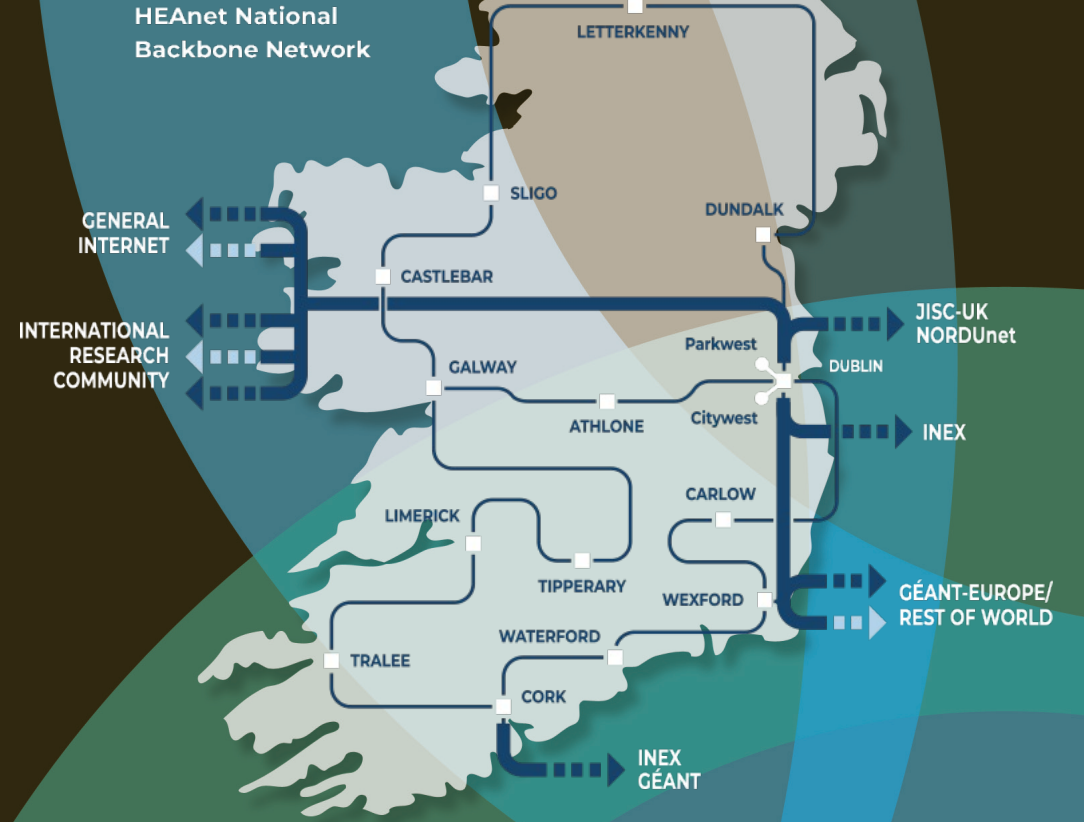 HEAnet National
Backbone Network
LETTERKENNY
SLIGO
DUNDALK
GENERAL
INTERNET
CASTLEBAR
INTERNATIONAL
RESEARCH
COMMUNITY
JISC-UK
NORDUnet
Parkwest
GALWAY
DUBLIN
ATHLONE
Citywest
INEX
CARLOW
LIMERICK
TIPPERARY
WEXFORD
GÉANT-EUROPE/
REST OF WORLD
WATERFORD
TRALEE
CORK
INEX
GÉANT